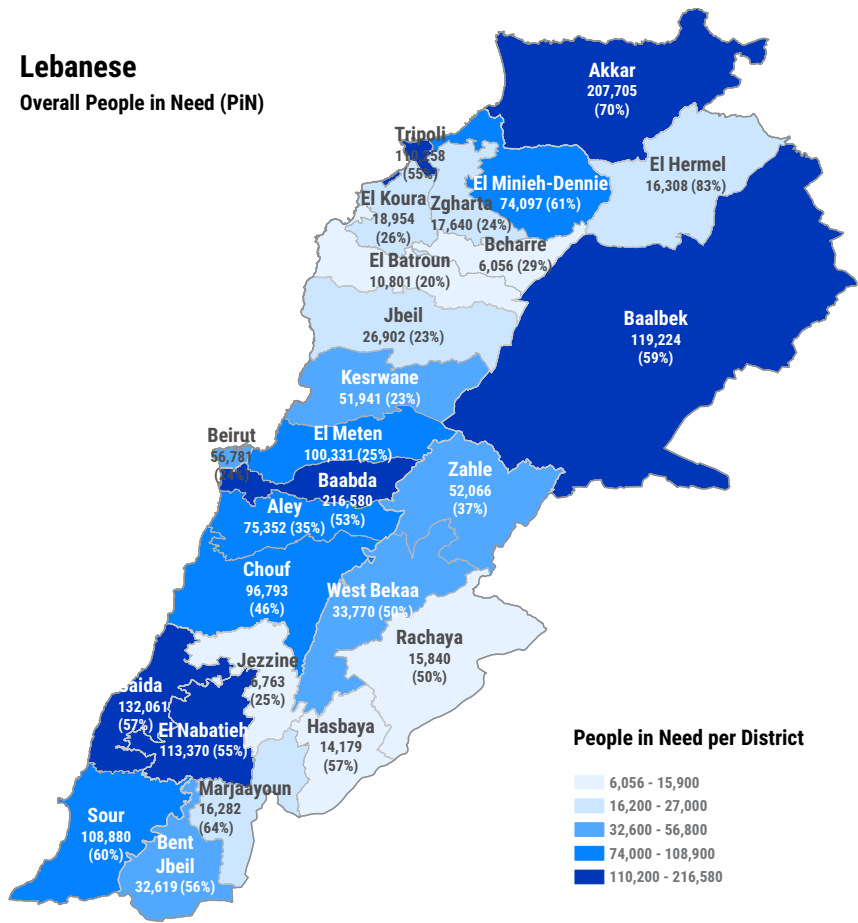 Lebanese
Overall People in Need (PiN)
Akkar
207,705
(70%)
Tripoli
110,258
(55%)
El Hermel
16,308 (83%)
El Minieh-Dennie
74,097 (61%)
El Koura
18,954
(26%)
Zgharta
17,640 (24%)
Bcharre
6,056 (29%)
El Batroun
10,801 (20%)
Jbeil
26,902 (23%)
Baalbek
119,224
(59%)
Kesrwane
51,941 (23%)
Beirut
56,781
(24%)
El Meten
100,331 (25%)
Baabda
216,580
(53%)
Zahle
52,066
(37%)
Aley
75,352 (35%)
Chouf
96,793
(46%)
West Bekaa
33,770 (50%)
Rachaya
15,840
(50%)
Jezzine
6,763
(25%)
Saida
132,061
(57%)
El Nabatieh
113,370 (55%)
Hasbaya
14,179
(57%)
Marjaayoun
16,282
(64%)
Sour
108,880
(60%)
Bent
Jbeil
32,619 (56%)
People in Need per District
6,056 - 15,900
16,200 - 27,000
32,600 - 56,800
74,000 - 108,900
110,200 - 216,580